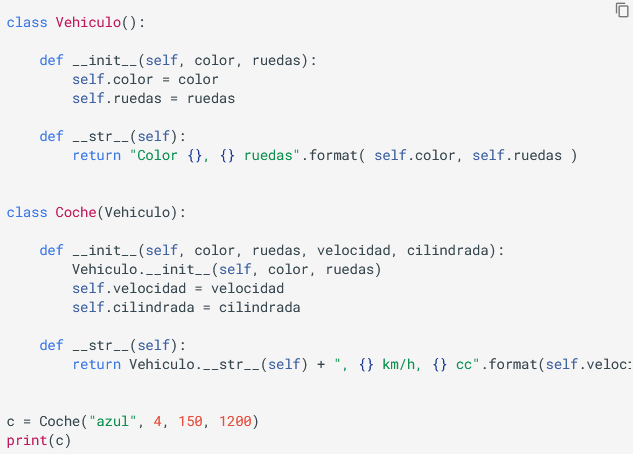 class Vehiculo():
def __init__(self, color, ruedas):
self.color = color
self.ruedas = ruedas
def __str__(self):
return "Color {}, {} ruedas".format( self.color, self.ruedas )
class Coche(Vehiculo):
def __init__(self, color, ruedas, velocidad, cilindrada):
Vehiculo.__init__(self, color, ruedas)
self.velocidad = velocidad
self.cilindrada = cilindrada
def __str__(self):
return Vehiculo.__str__(self) + ", {} km/h, {} cc".format(self.veloc
c = Coche("azul", 4, 150, 1200)
print(c)